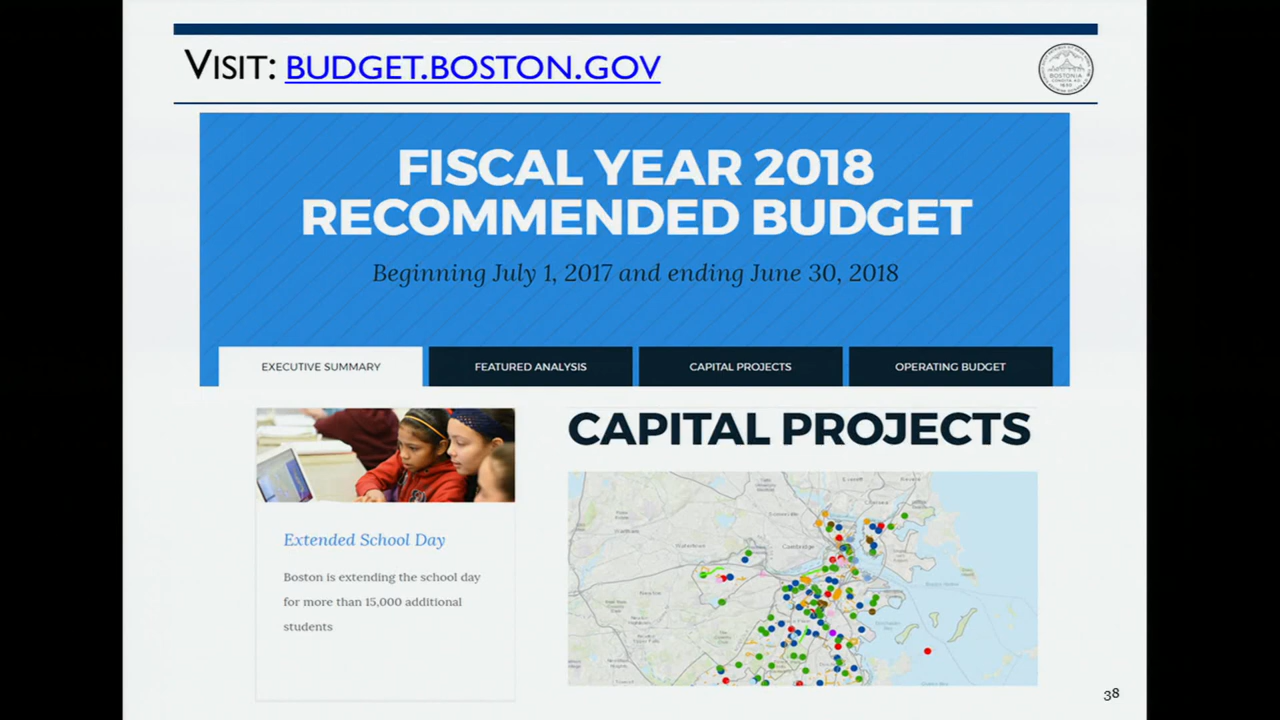 VISIT: BUDGET.BOSTON.GOV
BOSTONIA
FISCAL YEAR 2018
RECOMMENDED BUDGET
Beginning July 1, 2017 and ending June 30, 2018
EXECUTIVE SUMMARY
FEATURED ANALYSIS
CAPITAL PROJECTS
OPERATING BUDGET
CAPITAL PROJECTS
Extended School Day
Boston is extending the school day
for more than 15,000 additional
students
Cambridge
38